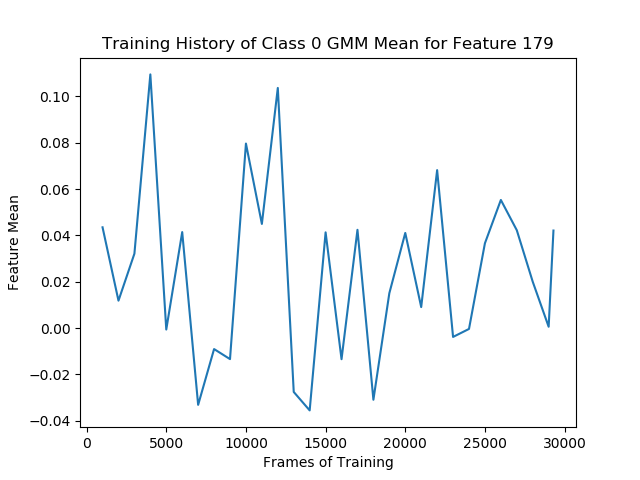 Training History of Class 0 GMM Mean for Feature 179
0.10
0.08
0.06
0.04
0.02
0.00
−0.02
−0.04
Feature Mean
0 5000 10000 15000 20000 25000 30000
Frames of Training